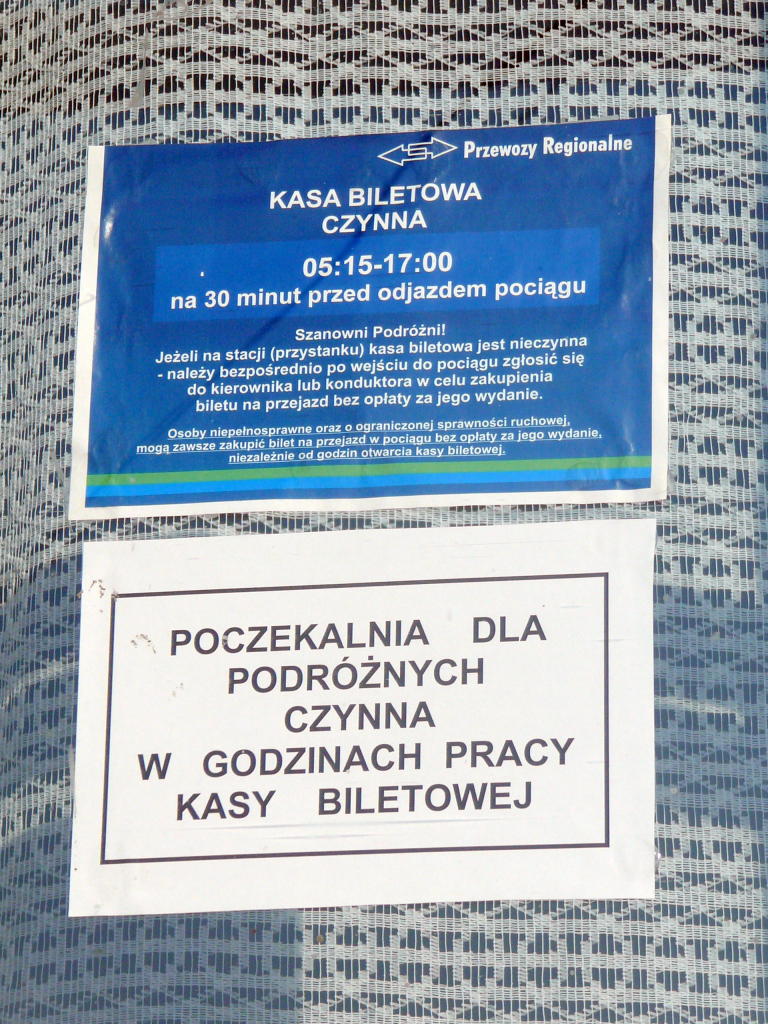 Przewozy Regionalne
KASA BILETOWA
CZYNNA
05:15-17:00
na 30 minut przed odjazdem pociągu
Szanowni Podróżni!
Jeżeli na stacji (przystanku) kasa biletowa jest nieczynna
- należy bezpośrednio po wejściu do pociągu zgłosić się
do kierownika lub konduktora w celu zakupienia
biletu na przejazd bez opłaty za jego wydanie.
Osoby niepełnosprawne oraz o ograniczonej sprawności ruchowej,
mogą zawsze zakupić bilet na przejazd w pociągu bez opłaty za jego wydanie,
niezależnie od godzin otwarcia kasy biletowej.
POCZEKALNIA DLA
PODRÓŻNYCH
CZYNNA
W GODZINACH PRACY
KASY BILETOWEJ